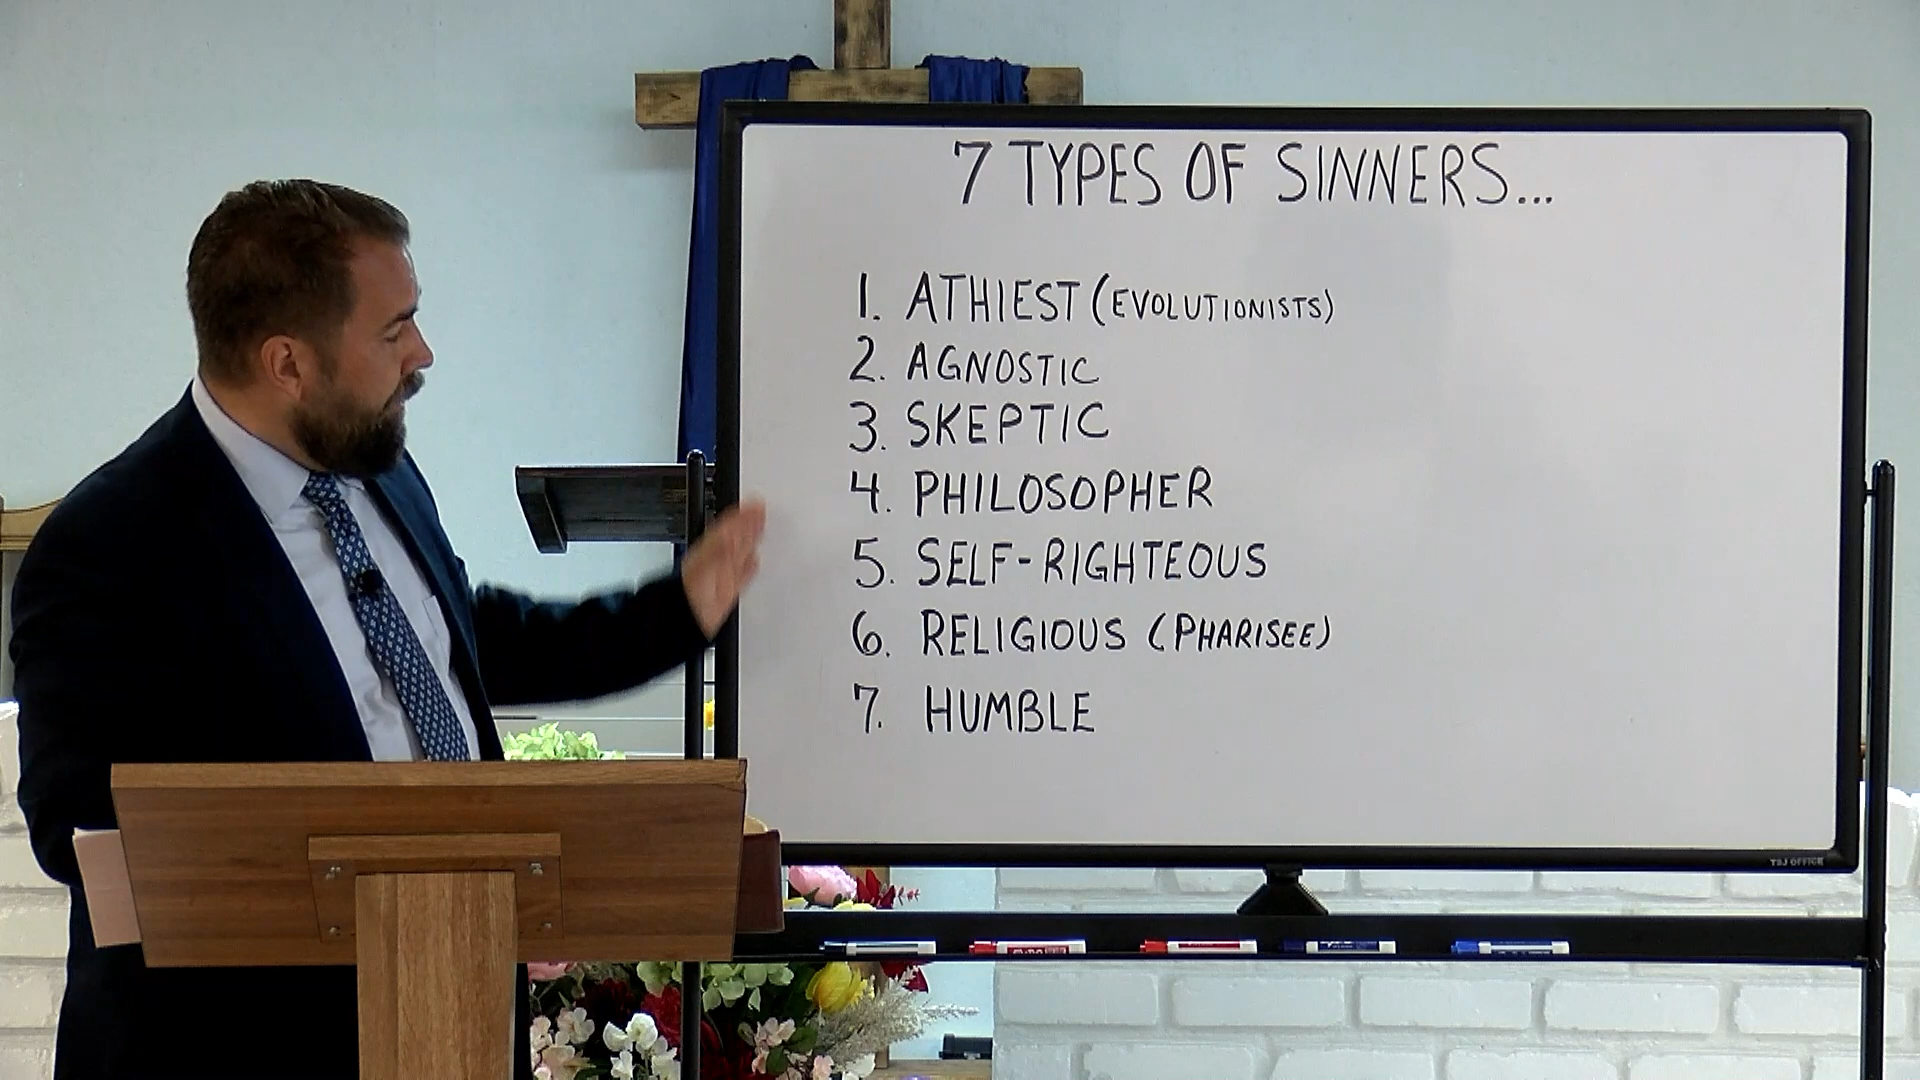 7 TYPES OF SINNERS...
1. ATHIEST (EVOLUTIONISTS)
2. AGNOSTIC
3. SKEPTIC
4. PHILOSOPHER
5. SELF-RIGHTEOUS
6. RELIGIOUS (PHARISEE)
7. HUMBLE